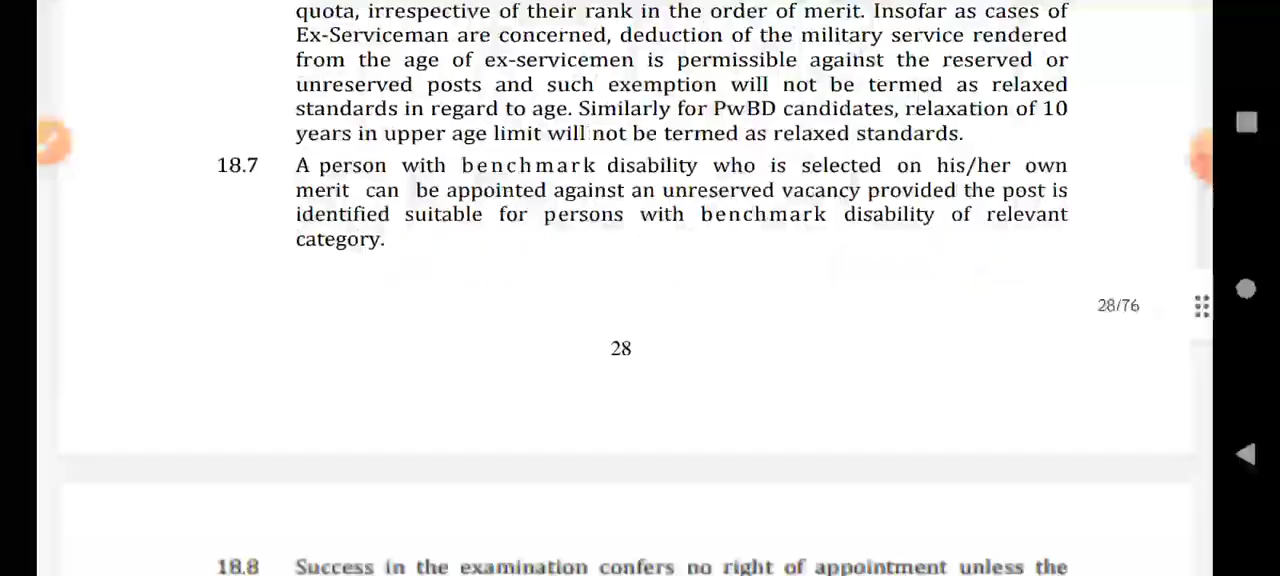 quota, irrespective of their rank in the order of merit. Insofar as cases of
Ex-Serviceman are concerned, deduction of the military service rendered
from the age of ex-servicemen is permissible against the reserved or
unreserved posts and such exemption will not be termed as relaxed
standards in regard to age. Similarly for PwBD candidates, relaxation of 10
years in upper age limit will not be termed as relaxed standards.
18.7 A person with benchmark disability who is selected on his/her own
merit can be appointed against an unreserved vacancy provided the post is
identified suitable for persons with benchmark disability of relevant
category.
28/76
28
18.8 Success in the examination confers no right of appointment unless the